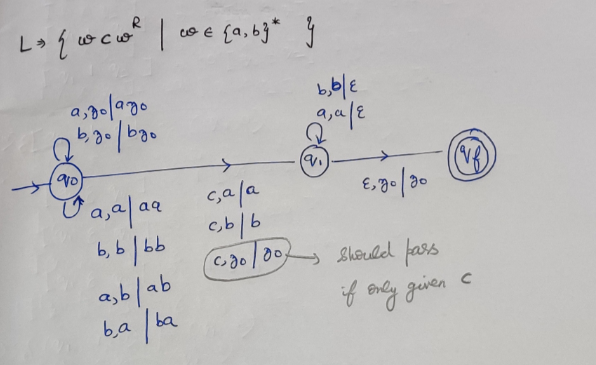 L → { w c wᴿ | w ∈ {a,b}* }
a, z₀ | a z₀
b, z₀ | b z₀
q₀
a, a | aa
b, b | bb
a, b | ab
b, a | ba
c, a | a
c, b | b
c, z₀ | z₀ → should pass
if only given c
b, b | ε
a, a | ε
q₁
ε, z₀ | z₀
qf